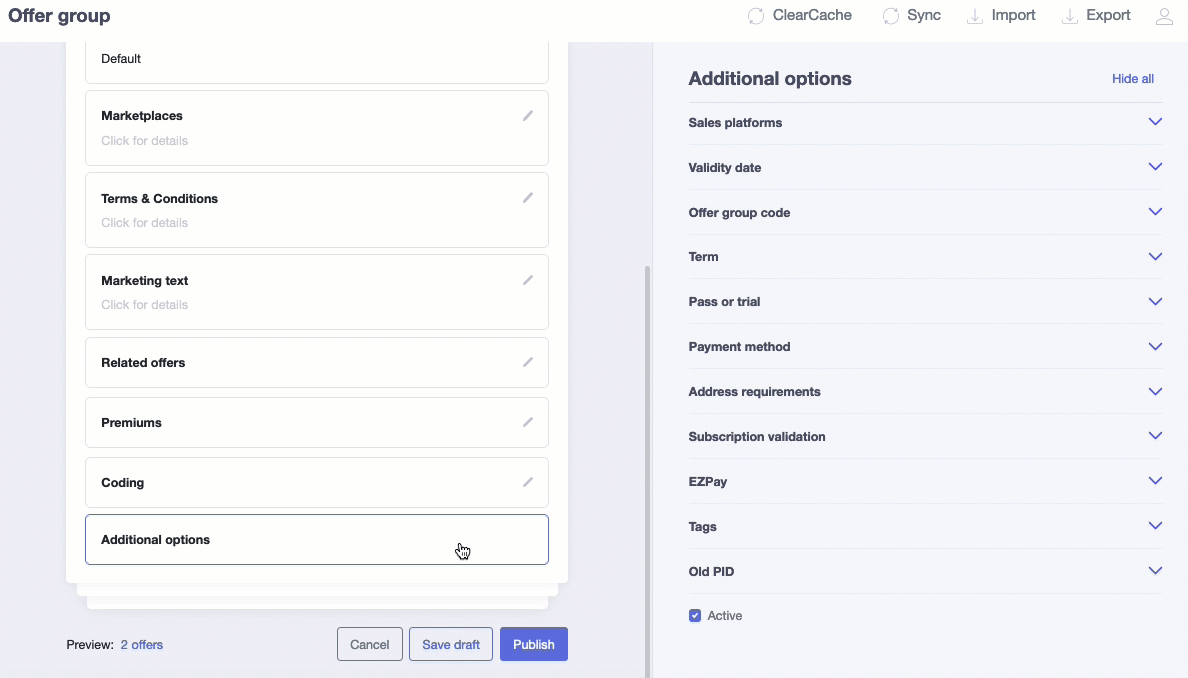 Offer group
ClearCache
Sync
Import
Export
Default
Marketplaces
Click for details
Terms & Conditions
Click for details
Marketing text
Click for details
Related offers
Premiums
Coding
Additional options
Preview: 2 offers
Cancel
Save draft
Publish
Additional options
Hide all
Sales platforms
Validity date
Offer group code
Term
Pass or trial
Payment method
Address requirements
Subscription validation
EZPay
Tags
Old PID
Active